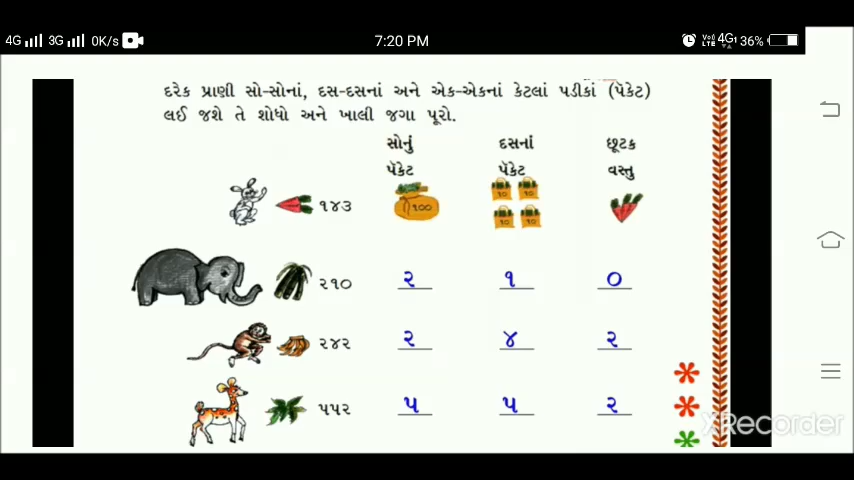 4G 3G 0K/s 7:20 PM VoLTE 4G 36%
દરેક પ્રાણી સો-સોનાં, દસ-દસનાં અને એક-એકનાં કેટલાં પડીકાં (પૅકેટ)
લઈ જશે તે શોધો અને ખાલી જગા પૂરો.
સોનું દસનાં છૂટક
પૅકેટ પૅકેટ વસ્તુ
૧૪૩ ૧૦૦ ૧૦ ૧૦ ૧૦ ૧૦
૨૧૦ ૨ ૧ ૦
૨૪૨ ૨ ૪ ૨
૫૫૨ ૫ ૫ ૨
XRecorder